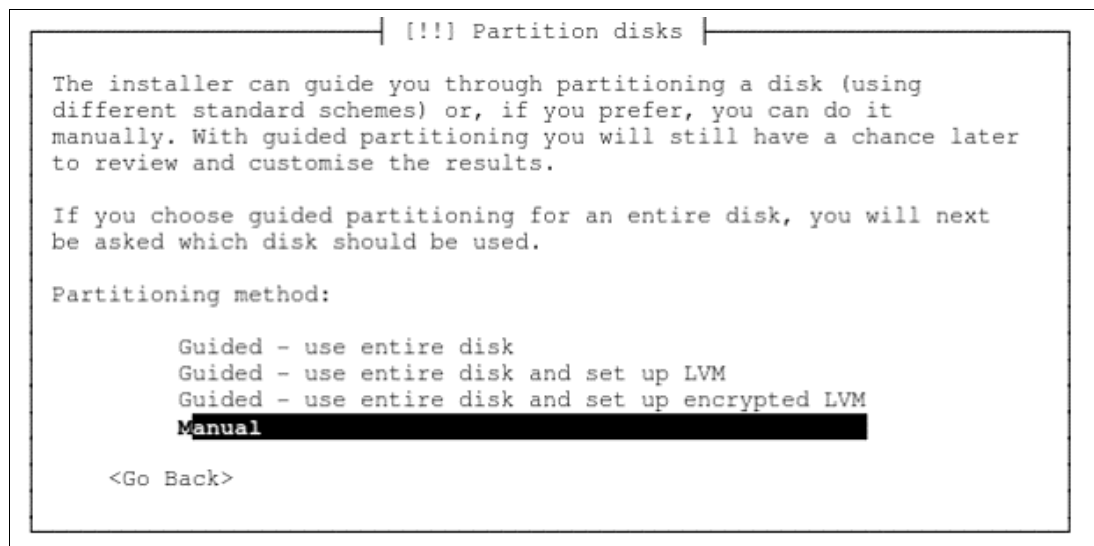 [!!] Partition disks
The installer can guide you through partitioning a disk (using
different standard schemes) or, if you prefer, you can do it
manually. With guided partitioning you will still have a chance later
to review and customise the results.
If you choose guided partitioning for an entire disk, you will next
be asked which disk should be used.
Partitioning method:
Guided - use entire disk
Guided - use entire disk and set up LVM
Guided - use entire disk and set up encrypted LVM
Manual
<Go Back>